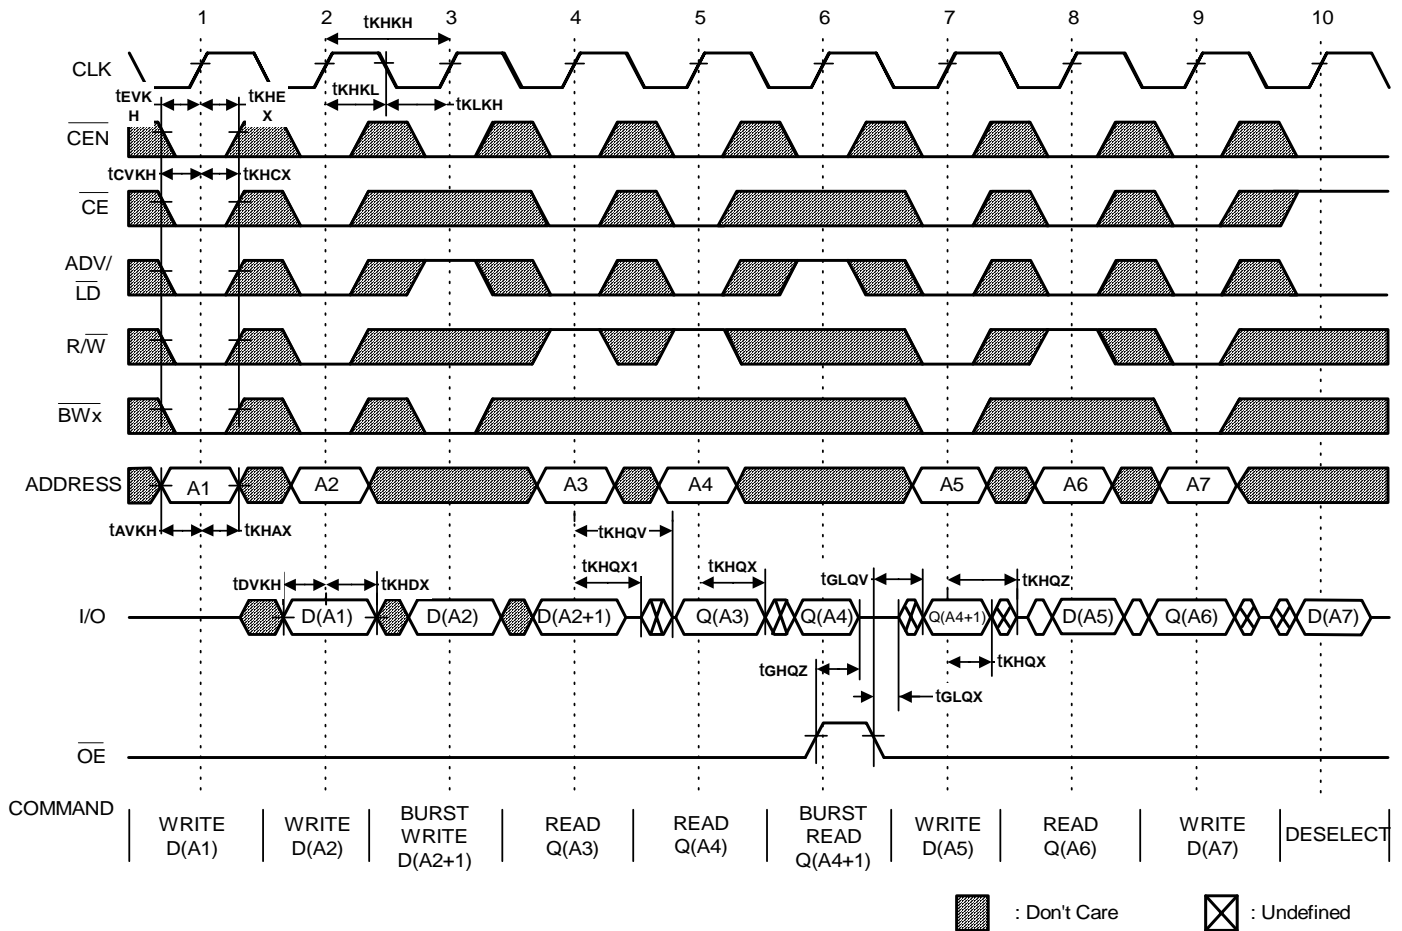 1 2 3 4 5 6 7 8 9 10
tKHKH
CLK
tEVKH tKHEX tKHKL tKLKH
CEN
tCVKH tKHCX
CE
ADV/
LD
R/W
BWx
ADDRESS A1 A2 A3 A4 A5 A6 A7
tAVKH tKHAX tKHQV
tDVKH tKHDX tKHQX1 tKHQX tGLQV tKHQZ
I/O D(A1) D(A2) D(A2+1) Q(A3) Q(A4) Q(A4+1) D(A5) Q(A6) D(A7)
tGHQZ tKHQX
tGLQX
OE
COMMAND
WRITE
D(A1)
WRITE
D(A2)
BURST
WRITE
D(A2+1)
READ
Q(A3)
READ
Q(A4)
BURST
READ
Q(A4+1)
WRITE
D(A5)
READ
Q(A6)
WRITE
D(A7)
DESELECT
: Don't Care : Undefined